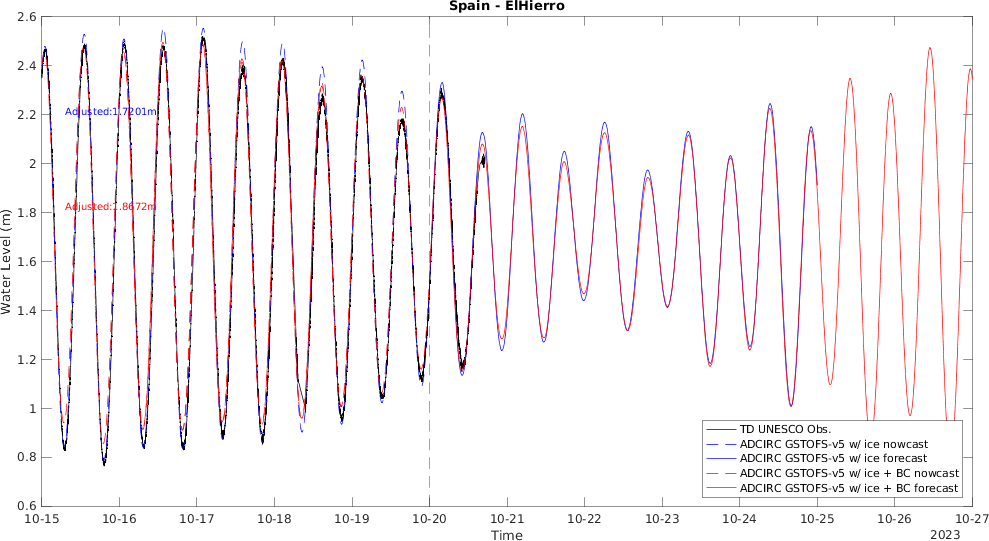 Spain - ElHierro
2.6
2.4
2.2
2
1.8
1.6
1.4
1.2
1
0.8
0.6
Water Level (m)
Adjusted:1.7201m
Adjusted:1.8672m
TD UNESCO Obs.
ADCIRC GSTOFS-v5 w/ ice nowcast
ADCIRC GSTOFS-v5 w/ ice forecast
ADCIRC GSTOFS-v5 w/ ice + BC nowcast
ADCIRC GSTOFS-v5 w/ ice + BC forecast
10-15 10-16 10-17 10-18 10-19 10-20 10-21 10-22 10-23 10-24 10-25 10-26 10-27
Time
2023